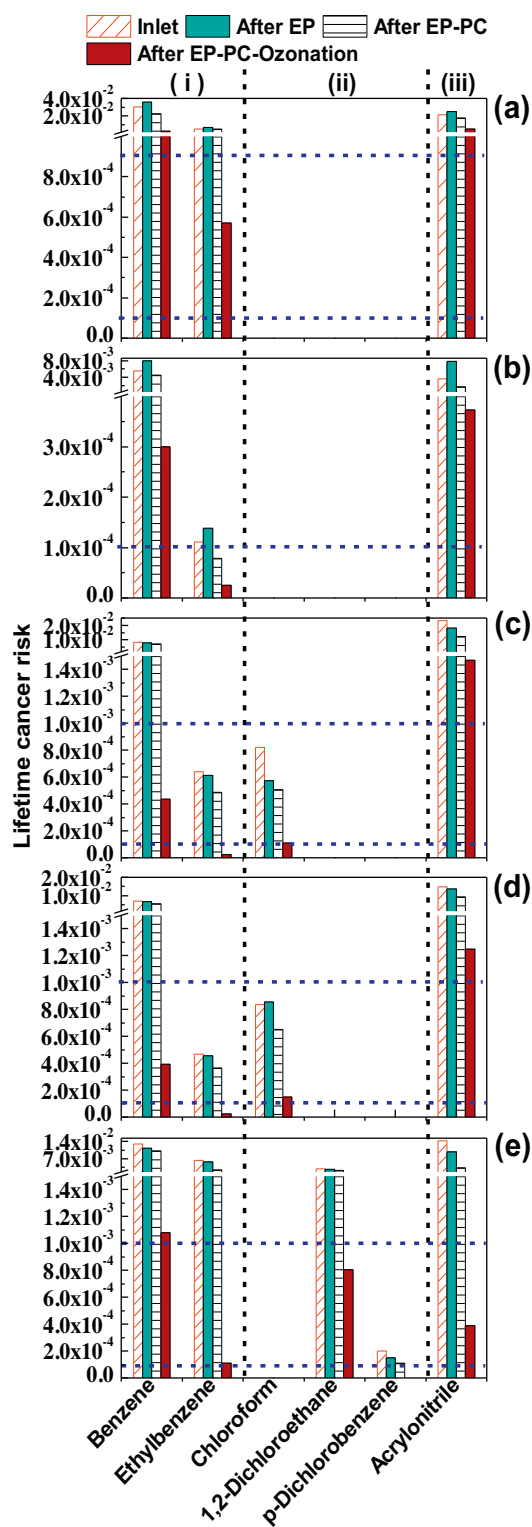 Inlet After EP After EP-PC
After EP-PC-Ozonation
( i ) (ii) (iii)
(a)
4.0x10⁻²
2.0x10⁻²
8.0x10⁻⁴
6.0x10⁻⁴
4.0x10⁻⁴
2.0x10⁻⁴
0.0
(b)
8.0x10⁻³
4.0x10⁻³
3.0x10⁻⁴
2.0x10⁻⁴
1.0x10⁻⁴
0.0
(c)
2.0x10⁻²
1.0x10⁻²
1.4x10⁻³
1.2x10⁻³
1.0x10⁻³
8.0x10⁻⁴
6.0x10⁻⁴
4.0x10⁻⁴
2.0x10⁻⁴
0.0
Lifetime cancer risk
(d)
2.0x10⁻²
1.0x10⁻²
1.4x10⁻³
1.2x10⁻³
1.0x10⁻³
8.0x10⁻⁴
6.0x10⁻⁴
4.0x10⁻⁴
2.0x10⁻⁴
0.0
(e)
1.4x10⁻²
7.0x10⁻³
1.4x10⁻³
1.2x10⁻³
1.0x10⁻³
8.0x10⁻⁴
6.0x10⁻⁴
4.0x10⁻⁴
2.0x10⁻⁴
0.0
Benzene
Ethylbenzene
Chloroform
1,2-Dichloroethane
p-Dichlorobenzene
Acrylonitrile